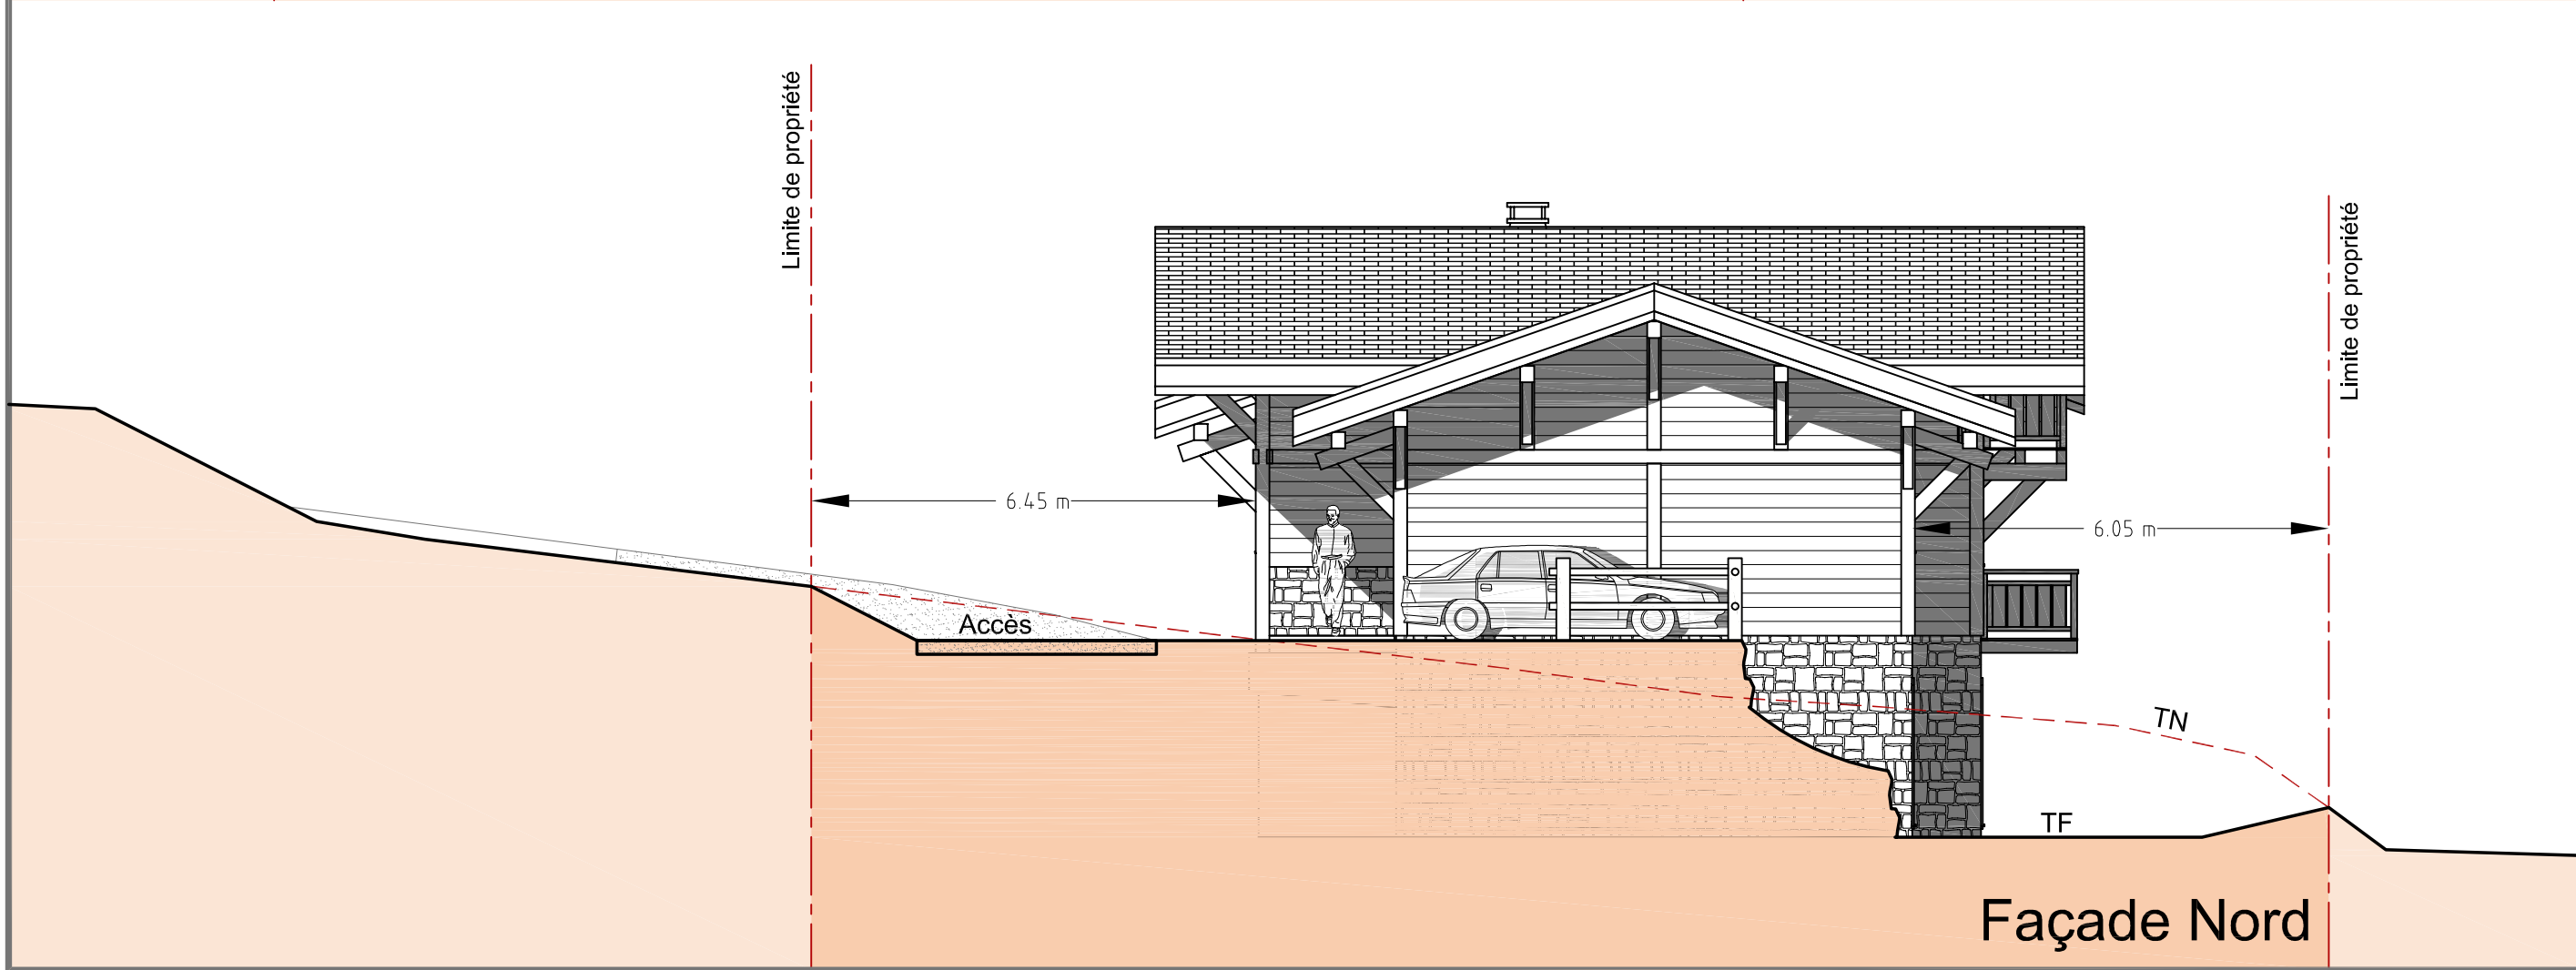 Limite de propriété
Limite de propriété
6.45 m
6.05 m
Accès
TN
TF
Façade Nord